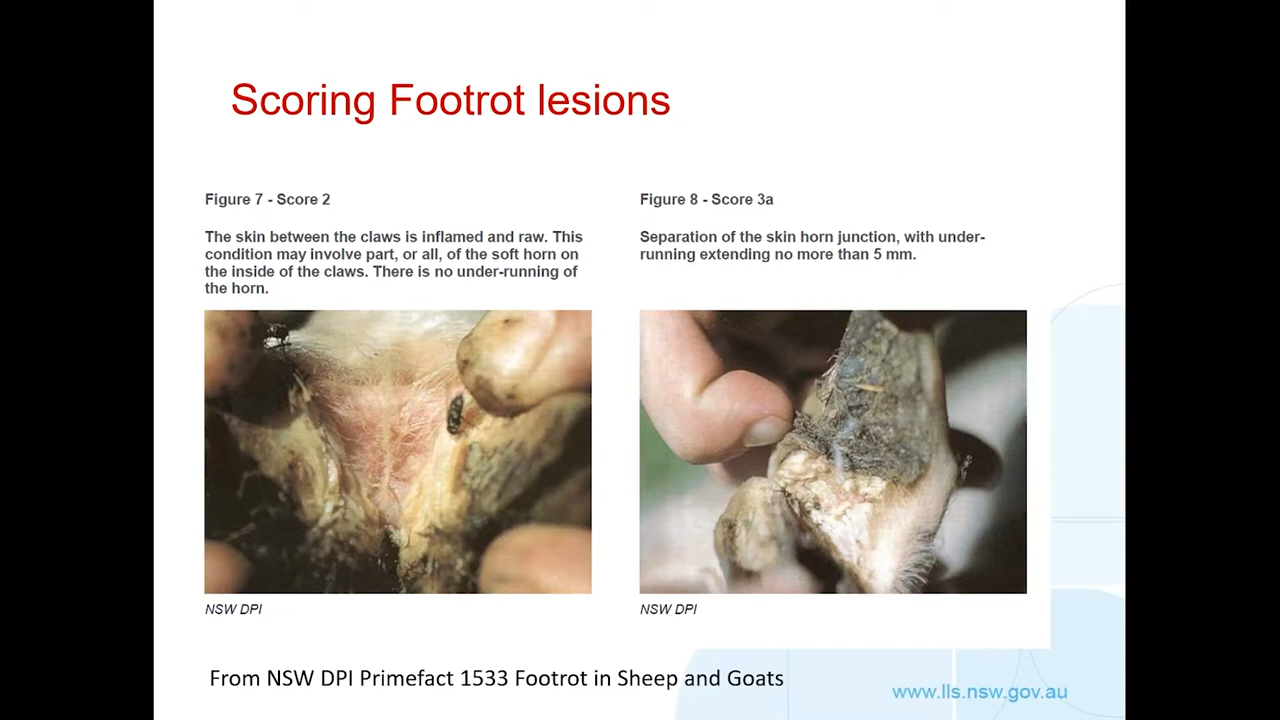 Scoring Footrot lesions
Figure 7 - Score 2
The skin between the claws is inflamed and raw. This
condition may involve part, or all, of the soft horn on
the inside of the claws. There is no under-running of
the horn.
NSW DPI
Figure 8 - Score 3a
Separation of the skin horn junction, with under-
running extending no more than 5 mm.
NSW DPI
From NSW DPI Primefact 1533 Footrot in Sheep and Goats
www.lls.nsw.gov.au